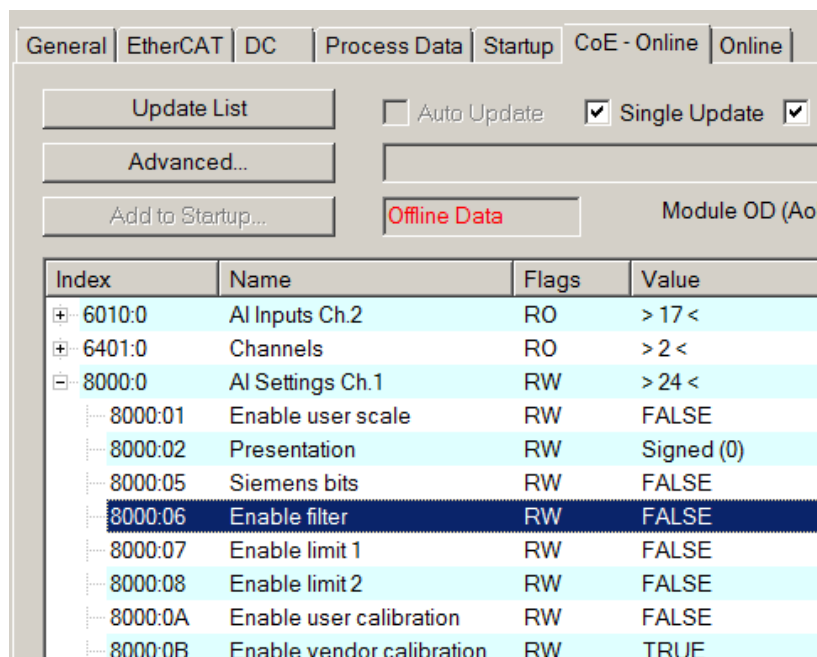 General EtherCAT DC Process Data Startup CoE - Online Online
Update List Auto Update Single Update
Advanced...
Add to Startup... Offline Data Module OD (Ao
Index Name Flags Value
6010:0 AI Inputs Ch.2 RO > 17 <
6401:0 Channels RO > 2 <
8000:0 AI Settings Ch.1 RW > 24 <
8000:01 Enable user scale RW FALSE
8000:02 Presentation RW Signed (0)
8000:05 Siemens bits RW FALSE
8000:06 Enable filter RW FALSE
8000:07 Enable limit 1 RW FALSE
8000:08 Enable limit 2 RW FALSE
8000:0A Enable user calibration RW FALSE
8000:0B Enable vendor calibration RW TRUE